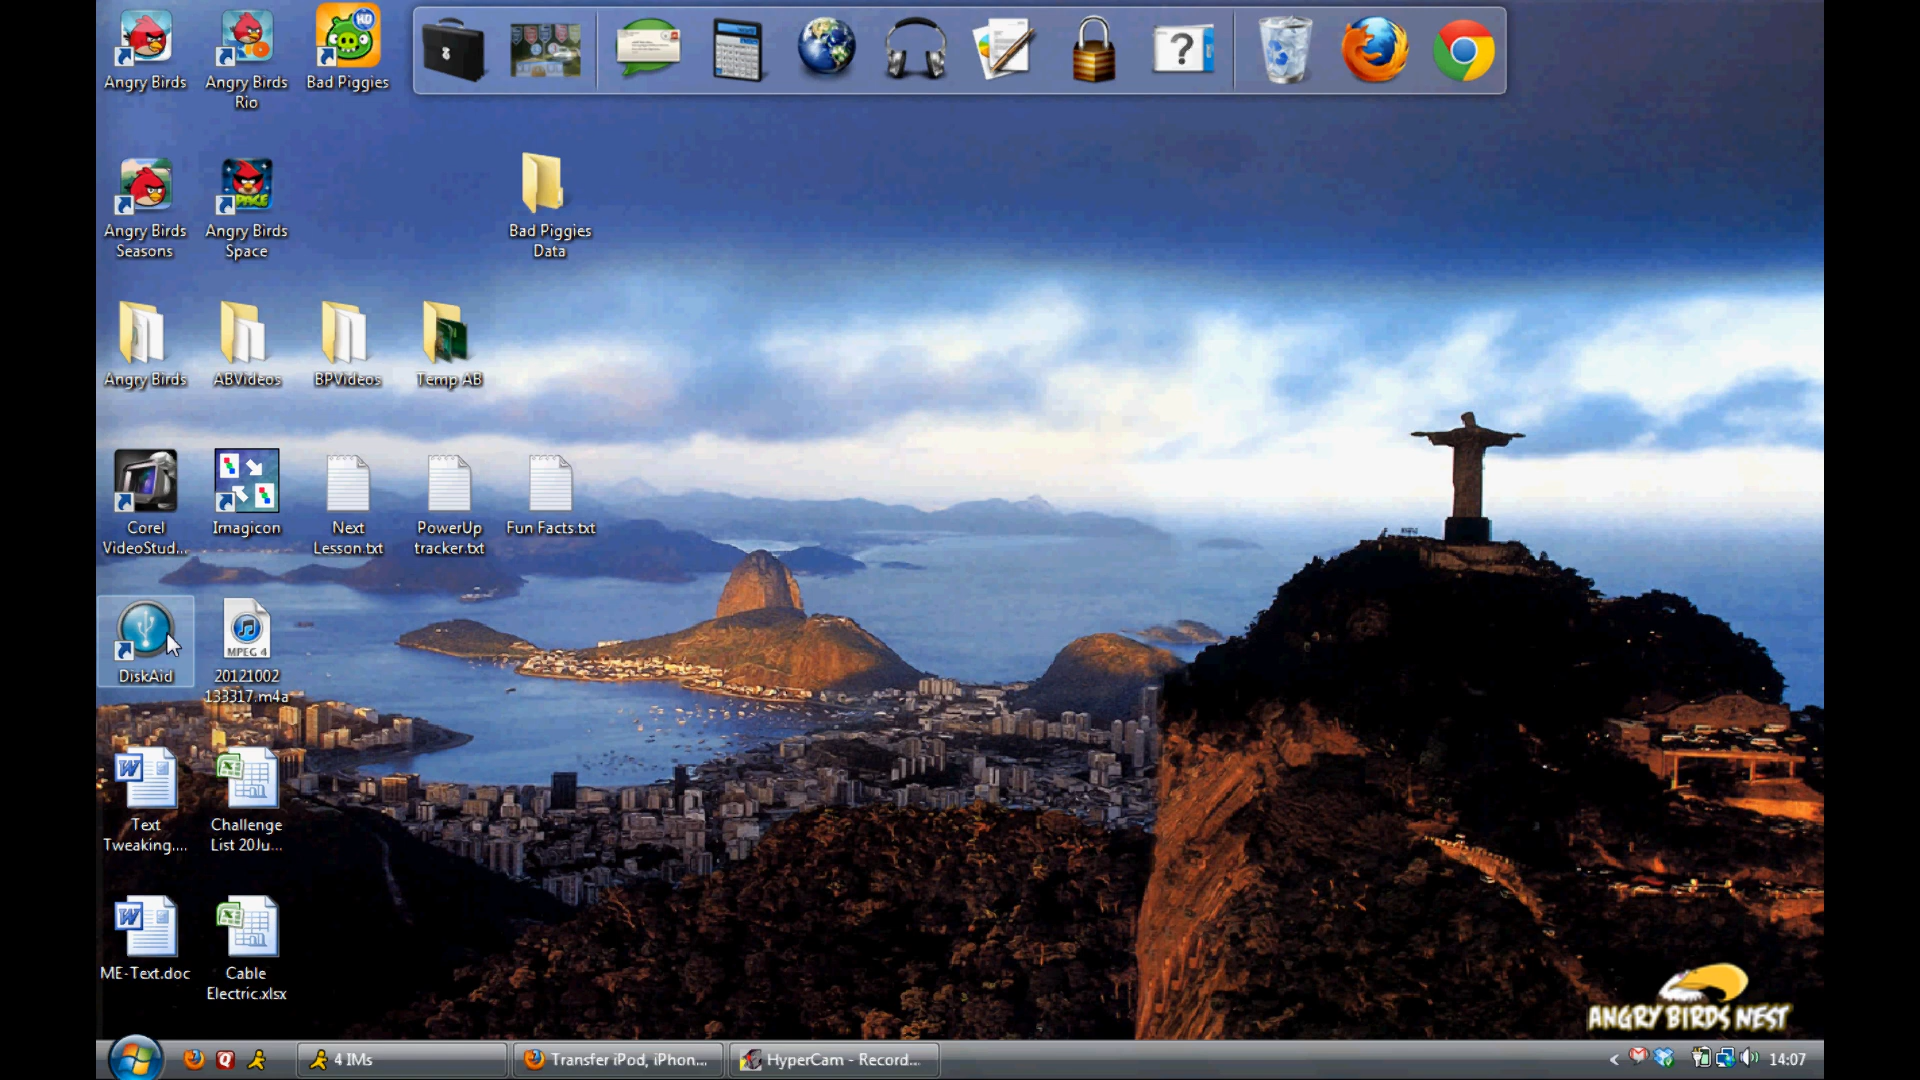 Angry Birds
Angry Birds
Rio
Bad Piggies
HD
Angry Birds
Seasons
SPACE
Angry Birds
Space
Bad Piggies
Data
Angry Birds
ABVideos
BPVideos
Temp AB
Corel
VideoStud...
Imagicon
Next
Lesson.txt
PowerUp
tracker.txt
Fun Facts.txt
DiskAid
MPEG 4
20121002
133317.m4a
Text
Tweaking....
Challenge
List 20Ju...
ME-Text.doc
Cable
Electric.xlsx
ANGRY BIRDS NEST
4 IMs
Transfer iPod, iPhon...
HyperCam - Record...
14:07